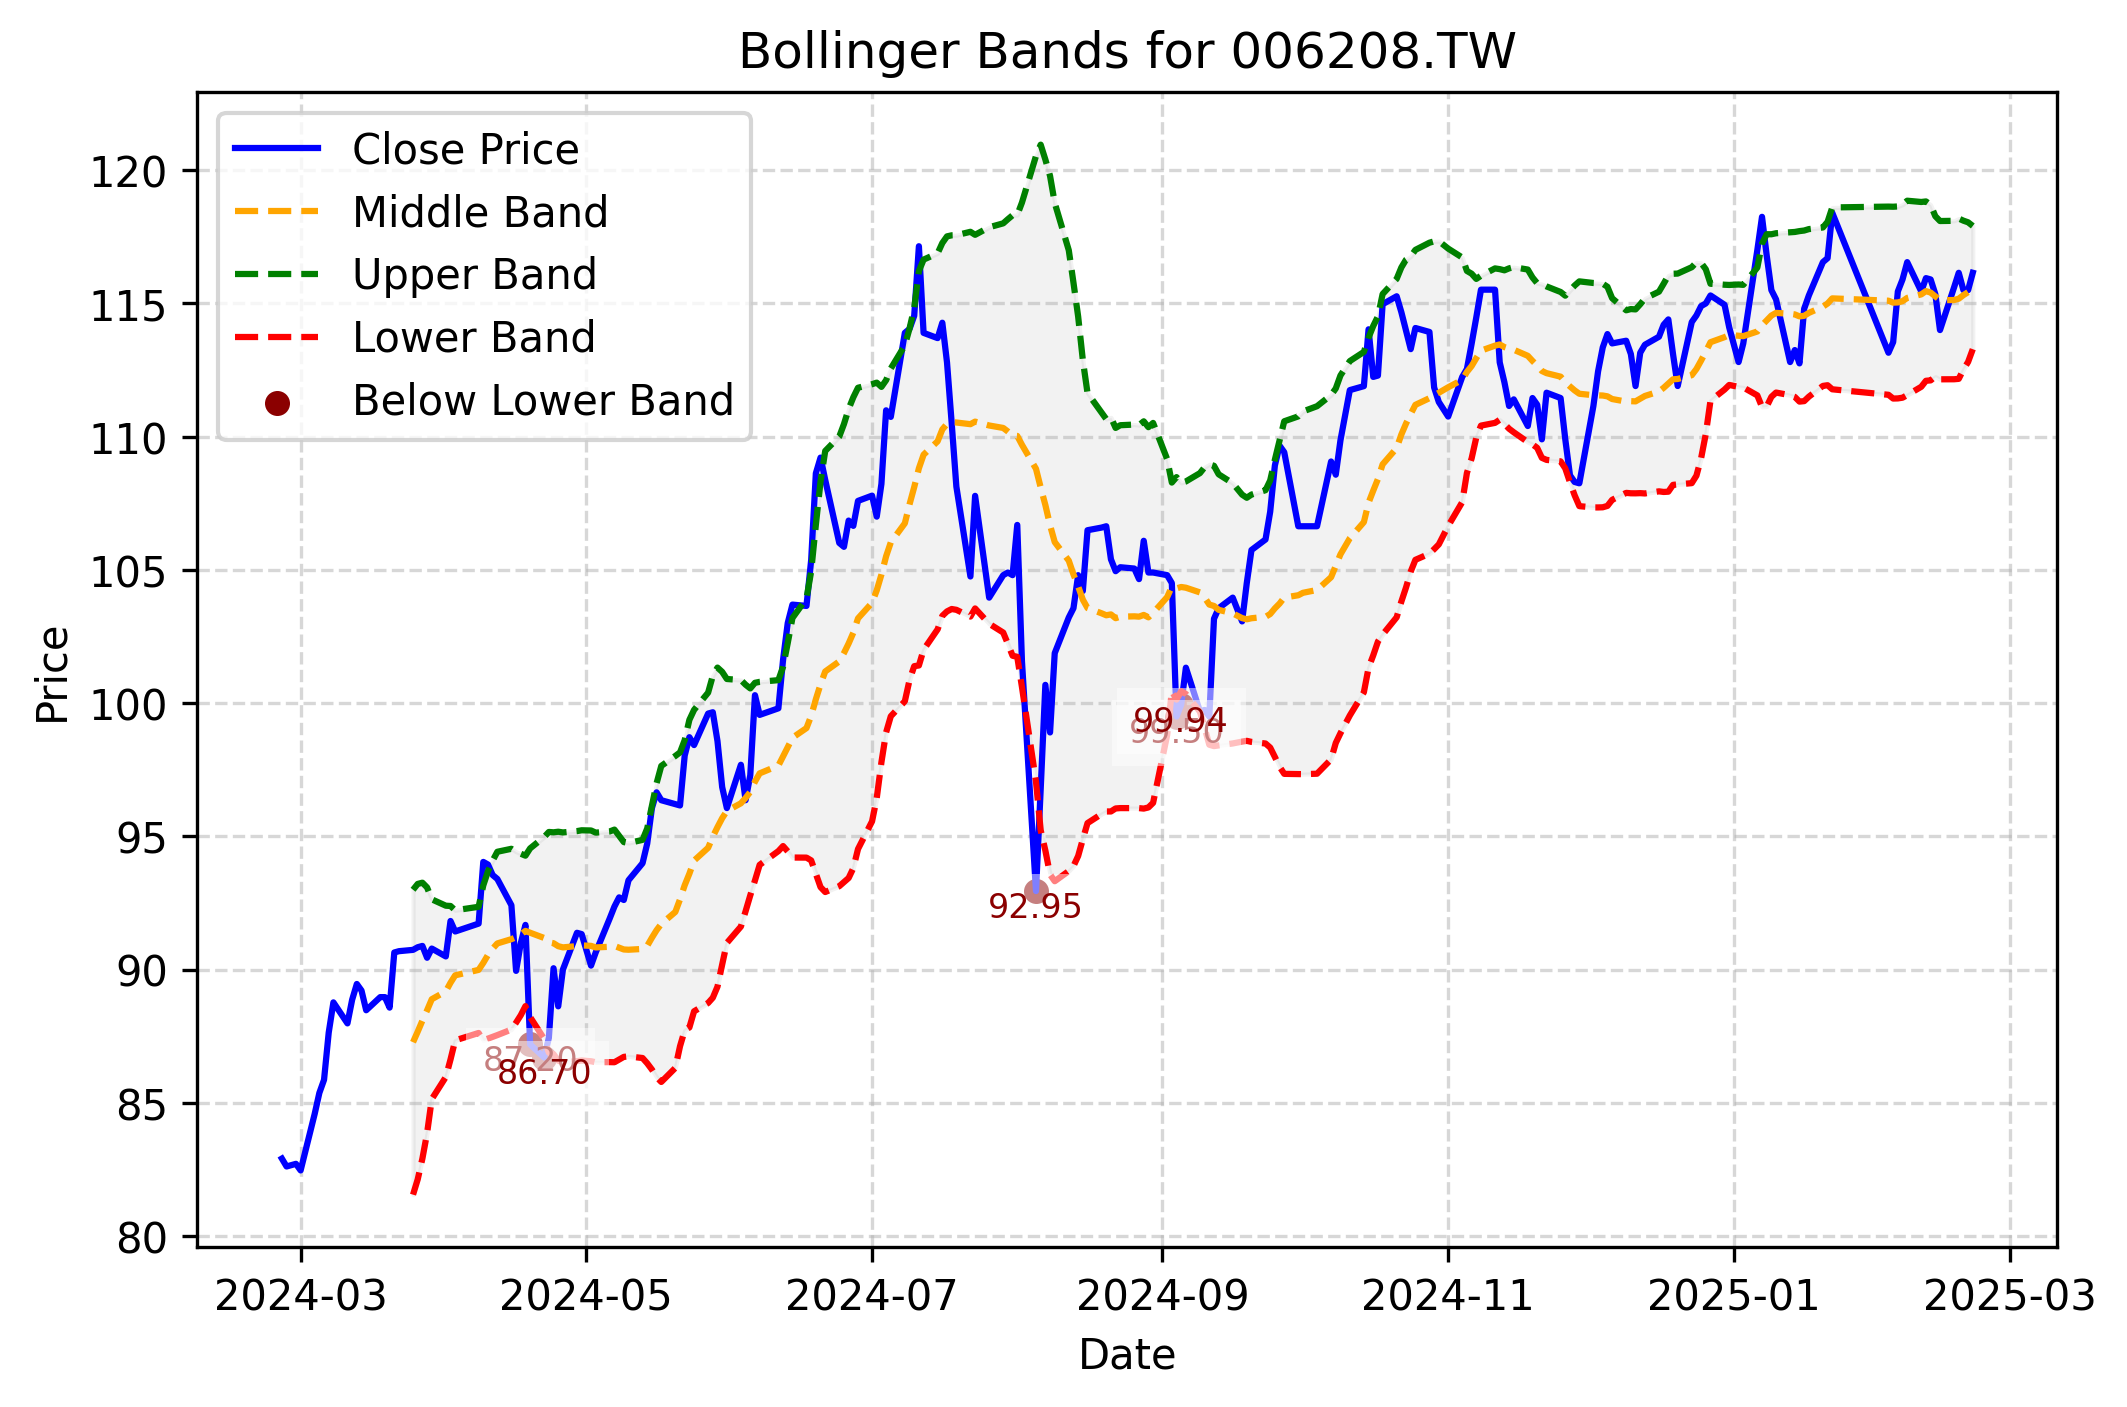 Bollinger Bands for 006208.TW
Close Price
Middle Band
Upper Band
Lower Band
Below Lower Band
120
115
110
105
100
95
90
85
80
Price
99.94
99.50
92.95
87.20
86.70
2024-03
2024-05
2024-07
2024-09
2024-11
2025-01
2025-03
Date